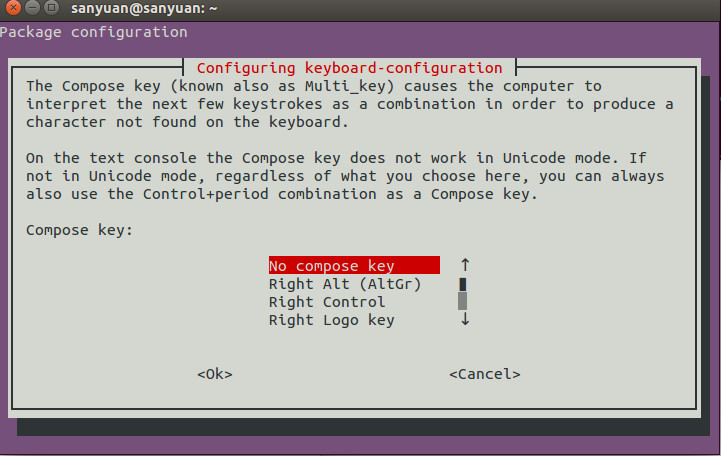 sanyuan@sanyuan: ~
Package configuration
Configuring keyboard-configuration
The Compose key (known also as Multi_key) causes the computer to
interpret the next few keystrokes as a combination in order to produce a
character not found on the keyboard.
On the text console the Compose key does not work in Unicode mode. If
not in Unicode mode, regardless of what you choose here, you can always
also use the Control+period combination as a Compose key.
Compose key:
No compose key ↑
Right Alt (AltGr)
Right Control
Right Logo key ↓
<Ok> <Cancel>